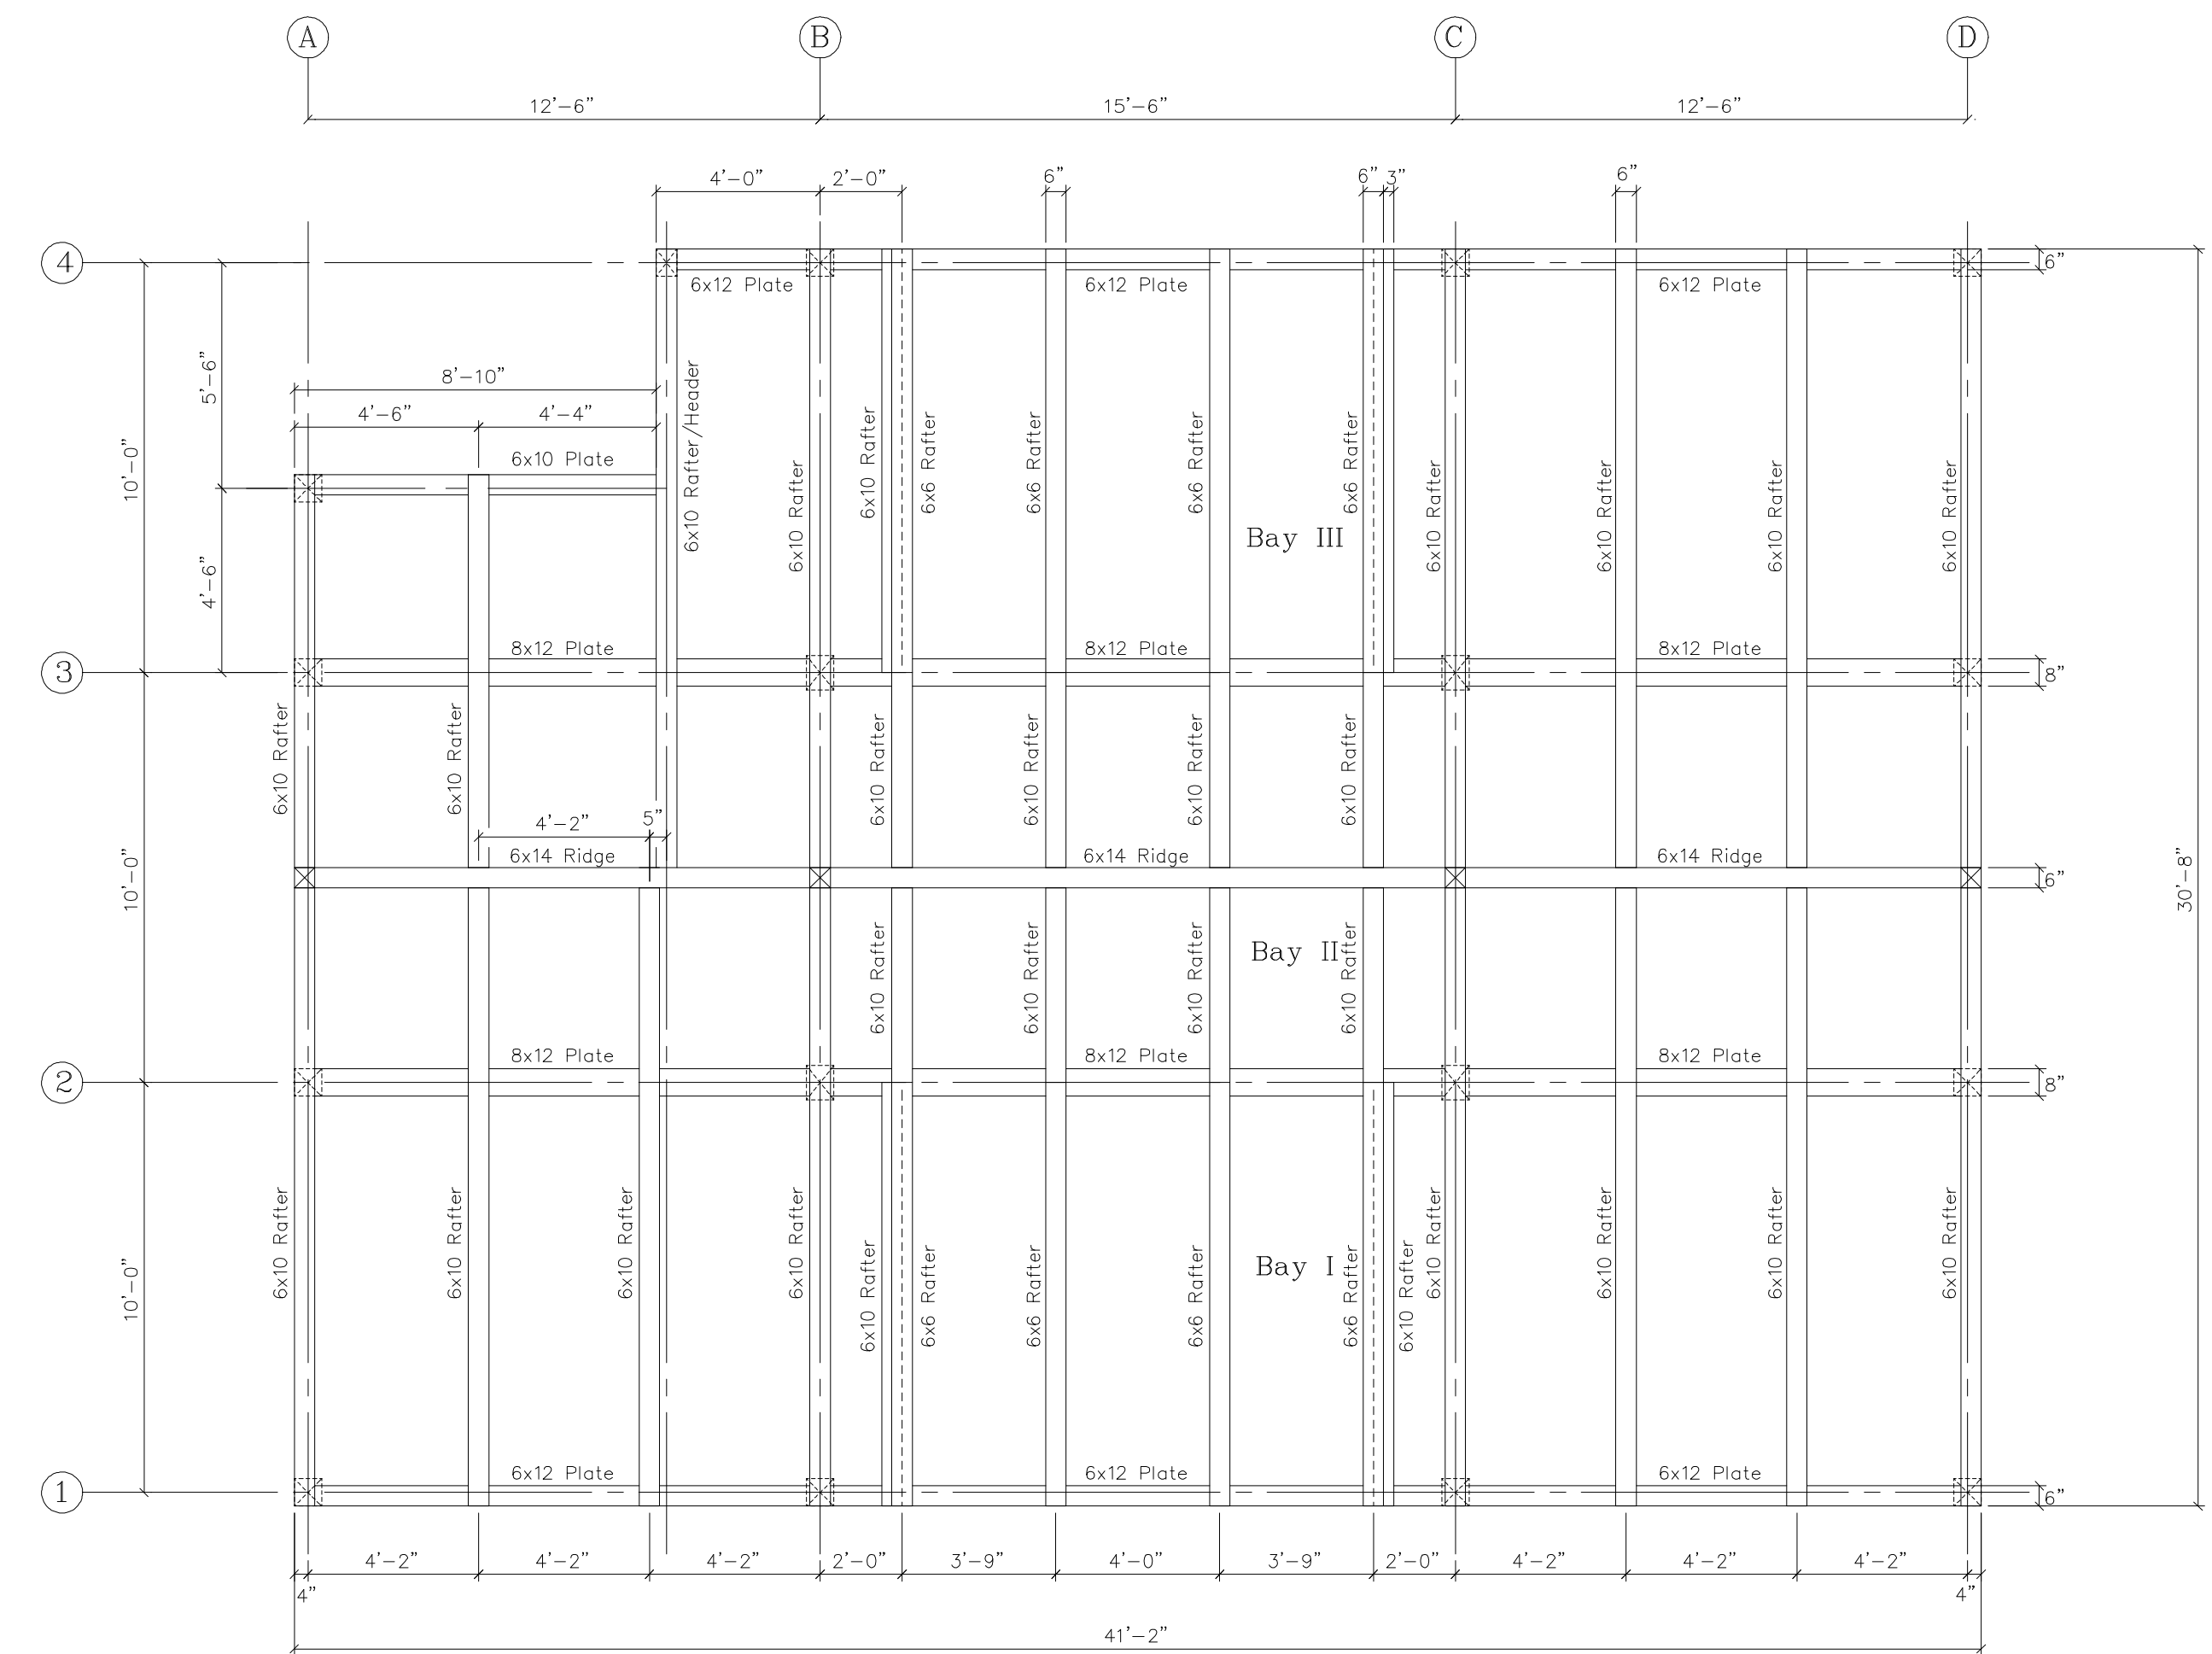 A B C D
12'-6" 15'-6" 12'-6"
4'-0" 2'-0" 6" 6" 3" 6"
4
6"
6x12 Plate 6x12 Plate 6x12 Plate
5'-6"
8'-10"
4'-6" 4'-4"
10'-0"
6x10 Plate
6x10 Rafter/Header
6x10 Rafter
6x10 Rafter
6x6 Rafter
6x6 Rafter
6x6 Rafter
6x6 Rafter
6x10 Rafter
6x10 Rafter
6x10 Rafter
6x10 Rafter
Bay III
4'-6"
8x12 Plate 8x12 Plate 8x12 Plate
3
8"
6x10 Rafter
6x10 Rafter
6x10 Rafter
6x10 Rafter
6x10 Rafter
6x10 Rafter
4'-2" 5"
6x14 Ridge 6x14 Ridge 6x14 Ridge
10'-0"
6"
30'-8"
6x10 Rafter
6x10 Rafter
6x10 Rafter
6x10 Rafter
Bay II
8x12 Plate 8x12 Plate 8x12 Plate
2
8"
10'-0"
6x10 Rafter
6x10 Rafter
6x10 Rafter
6x10 Rafter
6x10 Rafter
6x6 Rafter
6x6 Rafter
6x6 Rafter
Bay I
6x6 Rafter
6x10 Rafter
6x10 Rafter
6x10 Rafter
6x10 Rafter
6x10 Rafter
6x12 Plate 6x12 Plate 6x12 Plate
1
6"
4'-2" 4'-2" 4'-2" 2'-0" 3'-9" 4'-0" 3'-9" 2'-0" 4'-2" 4'-2" 4'-2"
4" 4"
41'-2"